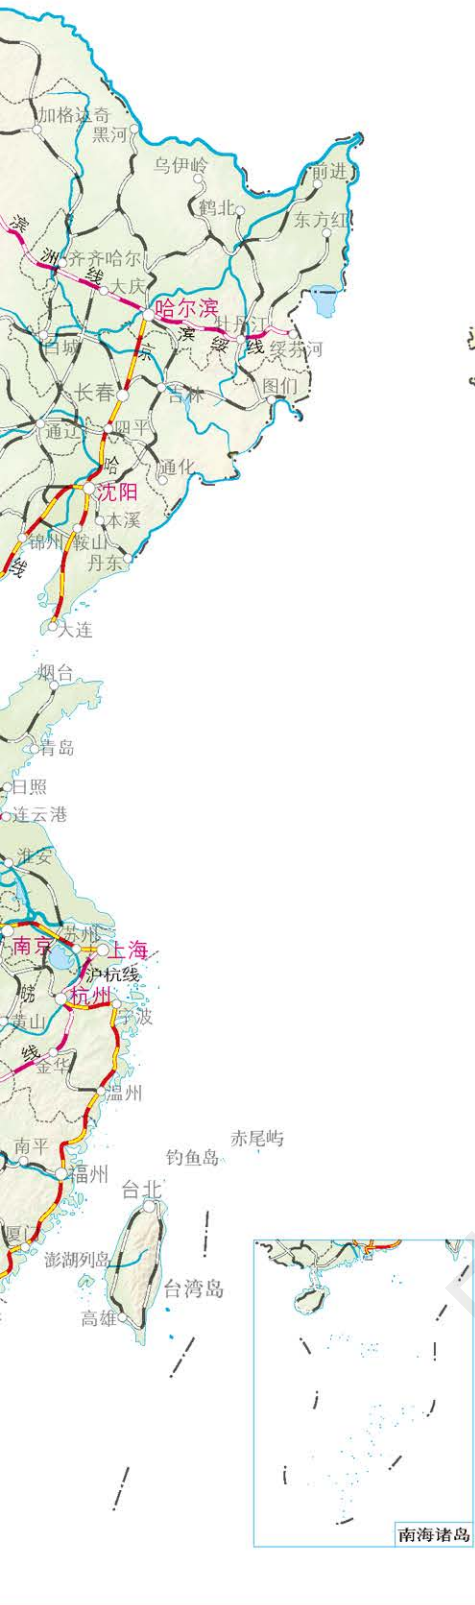 加格达奇
黑河
乌伊岭
前进
鹤北
东方红
滨
洲
线
齐齐哈尔
大庆
哈尔滨
牡丹江
滨
绥
线
绥芬河
白城
京
长春
吉林
图们
通辽
四平
哈
通化
沈阳
本溪
锦州
鞍山
线
丹东
大连
烟台
青岛
日照
连云港
淮安
苏州
南京
上海
沪杭线
杭州
宁波
黄山
线
金华
温州
赤尾屿
钓鱼岛
南平
福州
台北
厦门
澎湖列岛
台湾岛
高雄
南海诸岛